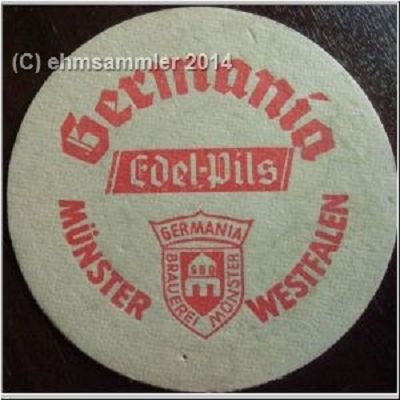 (C) ehmsammler 2014
Germania
Edel-Pils
MÜNSTER WESTFALEN
GERMANIA
BRAUEREI MÜNSTER